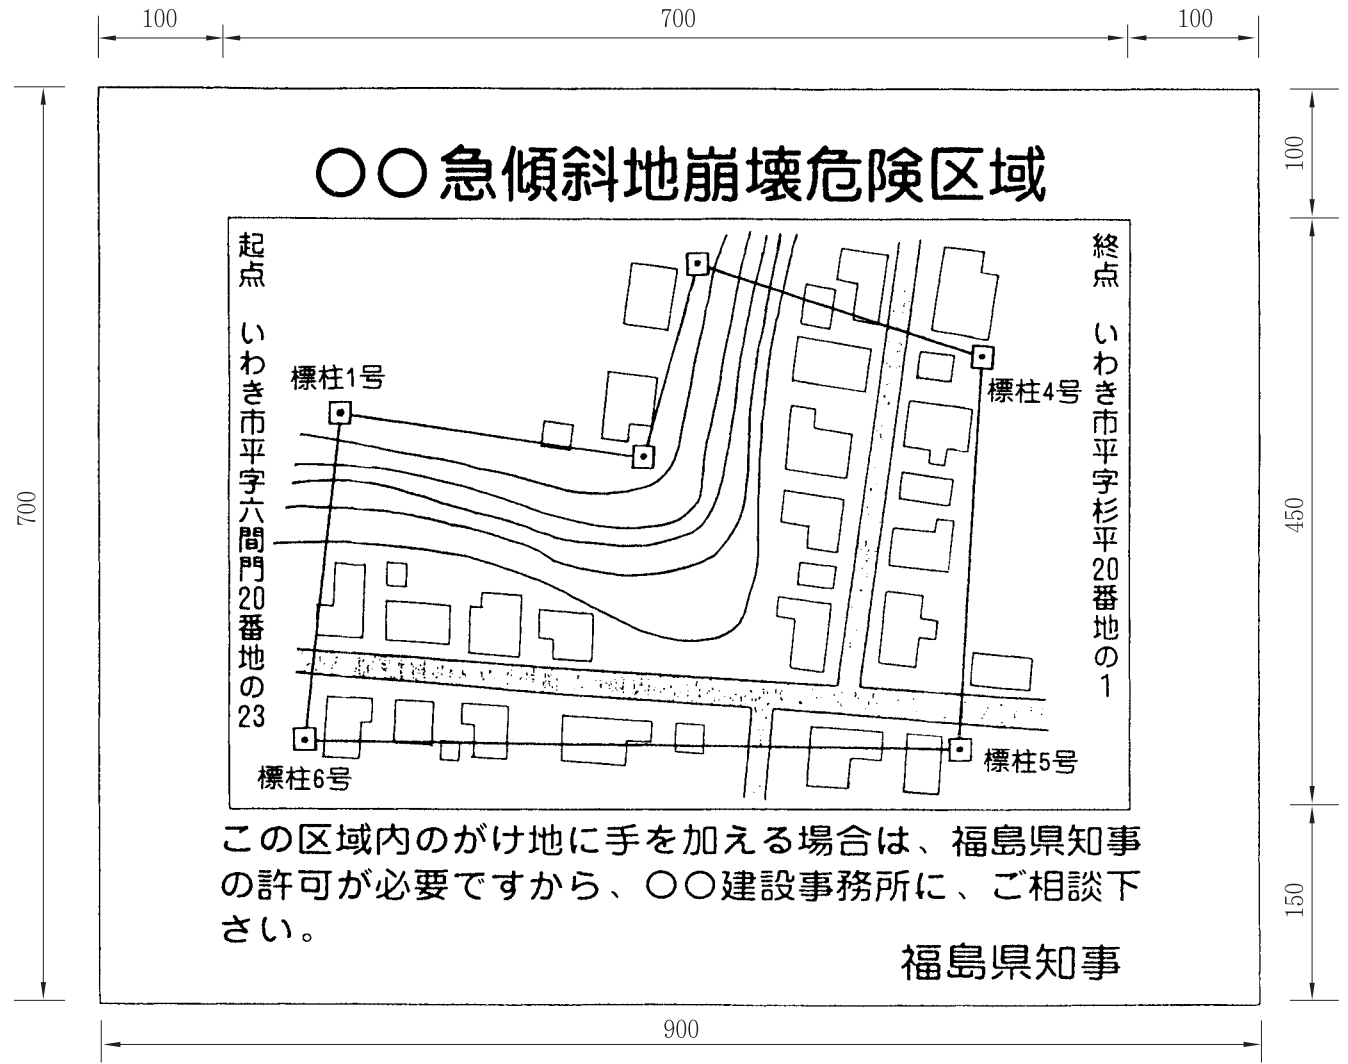 100
700
100
〇〇急傾斜地崩壊危険区域
100
起点 いわき市平字六間門20番地の23
終点 いわき市平字杉平20番地の1
標柱1号
標柱4号
700
450
標柱5号
標柱6号
この区域内のがけ地に手を加える場合は、福島県知事
の許可が必要ですから、〇〇建設事務所に、ご相談下
さい。
150
福島県知事
900